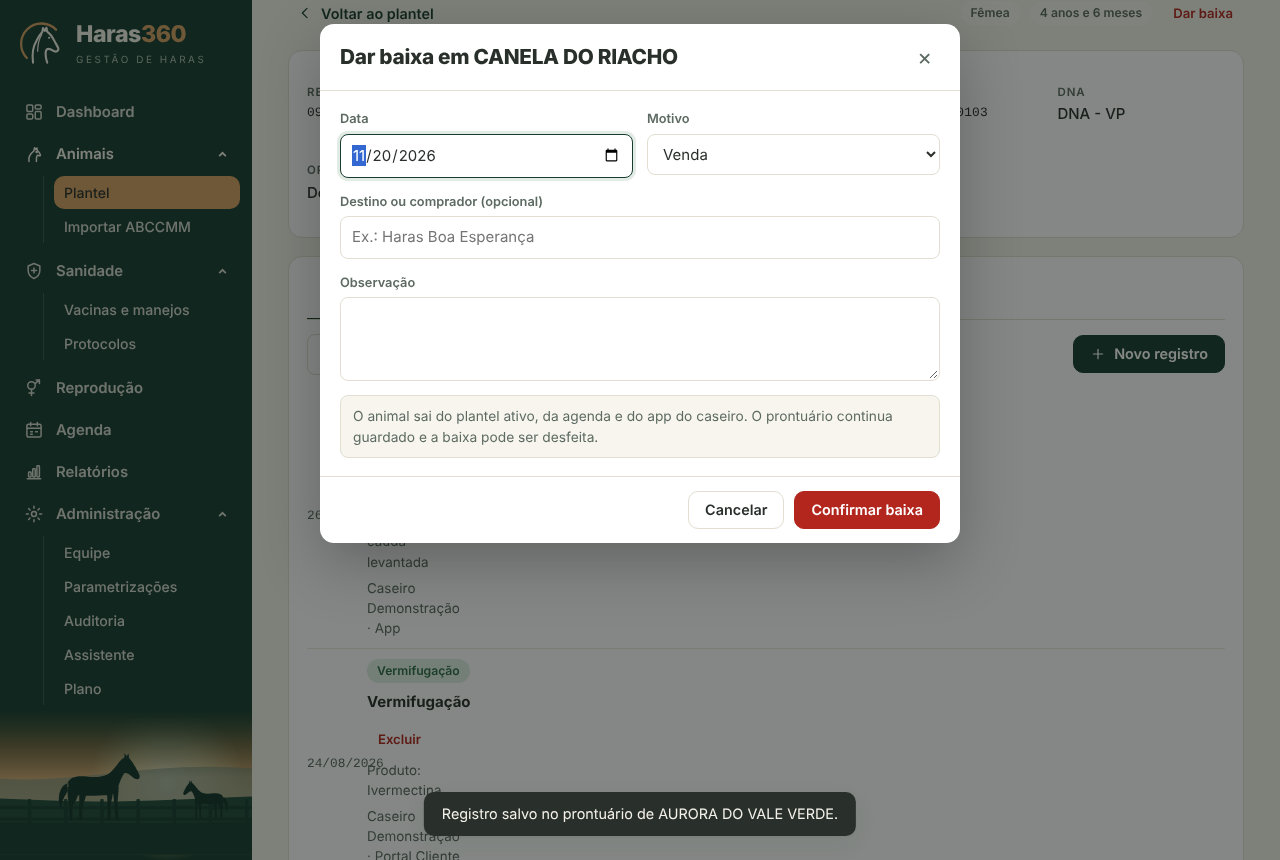 Haras360
GESTÃO DE HARAS
Dashboard
Animais
Plantel
Importar ABCCMM
Sanidade
Vacinas e manejos
Protocolos
Reprodução
Agenda
Relatórios
Administração
Equipe
Parametrizações
Auditoria
Assistente
Plano
Voltar ao plantel
Fêmea
4 anos e 6 meses
Dar baixa
DNA
0103
DNA - VP
Dar baixa em CANELA DO RIACHO
Data
Motivo
11/20/2026
Venda
Destino ou comprador (opcional)
Ex.: Haras Boa Esperança
Observação
O animal sai do plantel ativo, da agenda e do app do caseiro. O prontuário continua
guardado e a baixa pode ser desfeita.
Cancelar
Confirmar baixa
Novo registro
levantada
Caseiro
Demonstração
· App
Vermifugação
Vermifugação
Excluir
24/08/2026
Produto:
Ivermectina
Caseiro
Demonstração
· Portal Cliente
Registro salvo no prontuário de AURORA DO VALE VERDE.